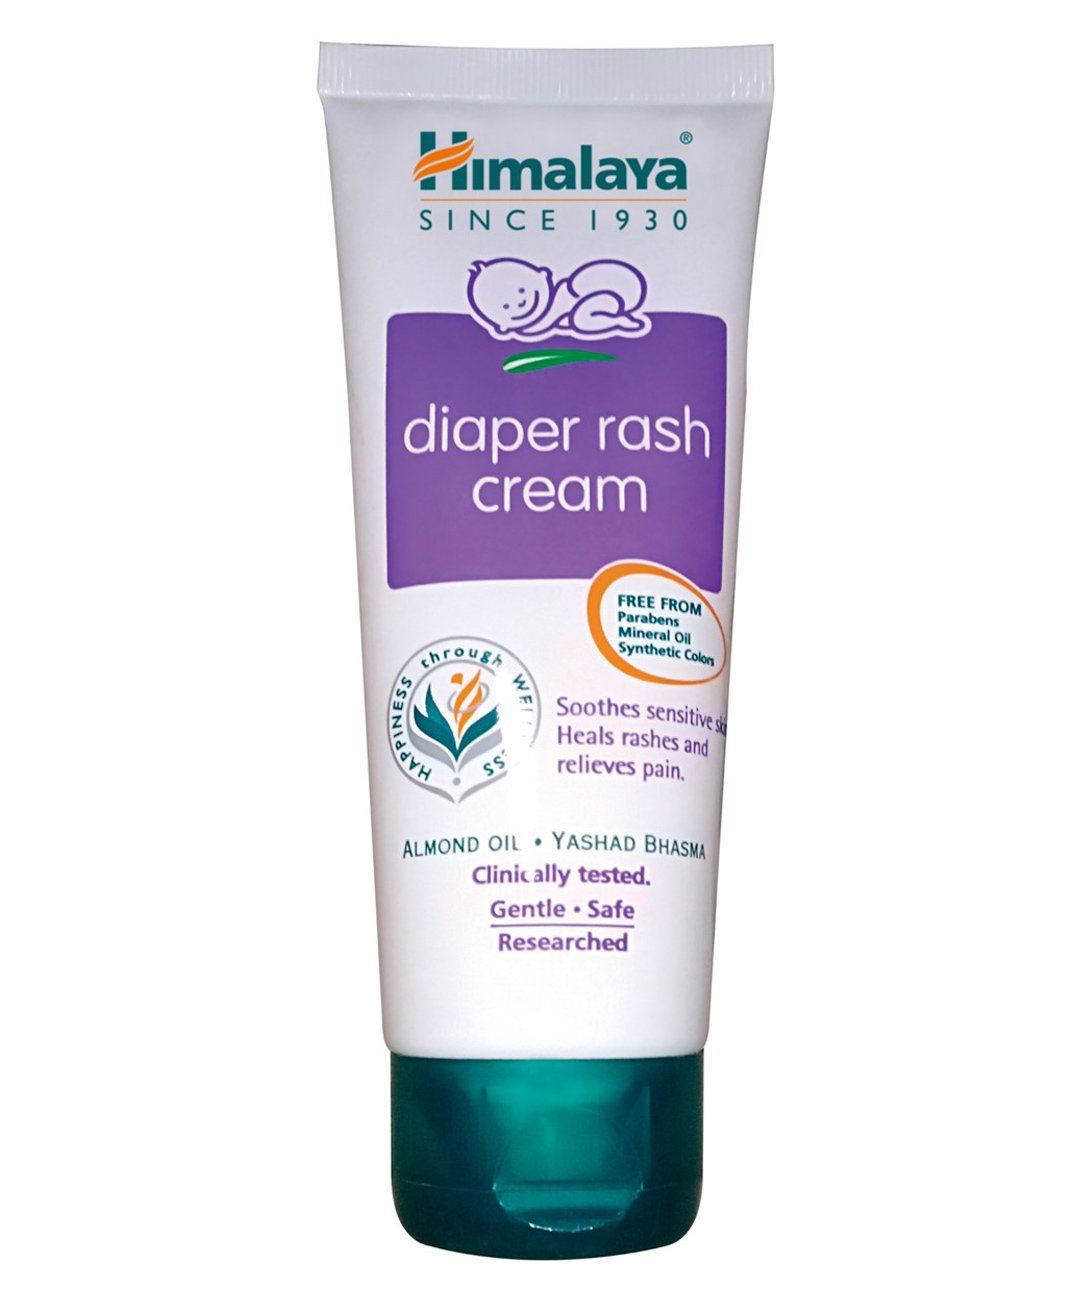 Himalaya®
SINCE 1930
diaper rash
cream
FREE FROM
Parabens
Mineral Oil
Synthetic Colors
HAPPINESS through
Soothes sensitive
Heals rashes and
relieves pain.
ALMOND OIL • YASHAD BHASMA
Clinically tested.
Gentle • Safe
Researched